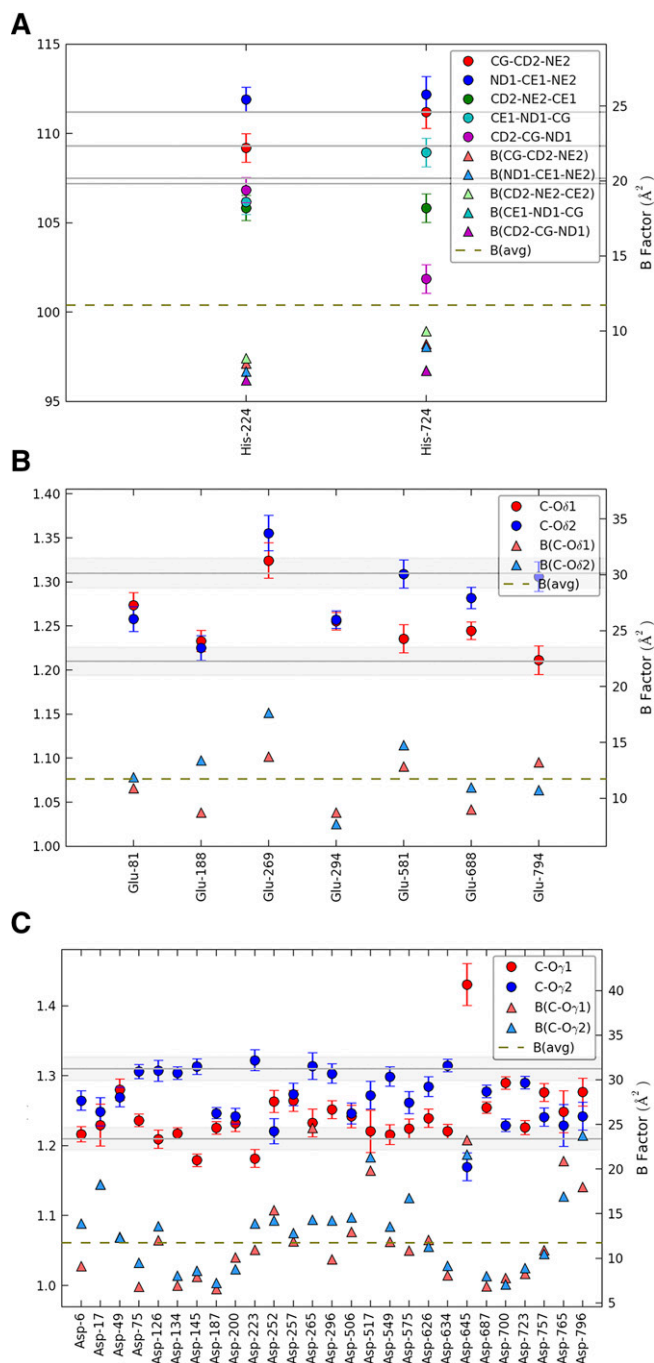 A
115
110
105
100
95
CG-CD2-NE2
ND1-CE1-NE2
CD2-NE2-CE1
CE1-ND1-CG
CD2-CG-ND1
B(CG-CD2-NE2)
B(ND1-CE1-NE2)
B(CD2-NE2-CE2)
B(CE1-ND1-CG
B(CD2-CG-ND1)
B(avg)
25
20
15
10
B Factor (Å²)
His-224
His-724
B
1.40
1.35
1.30
1.25
1.20
1.15
1.10
1.05
1.00
C-Oδ1
C-Oδ2
B(C-Oδ1)
B(C-Oδ2)
B(avg)
35
30
25
20
15
10
B Factor (Å²)
Glu-81
Glu-188
Glu-269
Glu-294
Glu-581
Glu-688
Glu-794
C
1.4
1.3
1.2
1.1
1.0
C-Oγ1
C-Oγ2
B(C-Oγ1)
B(C-Oγ2)
B(avg)
40
35
30
25
20
15
10
5
B Factor (Å²)
Asp-6
Asp-17
Asp-49
Asp-75
Asp-126
Asp-134
Asp-145
Asp-187
Asp-200
Asp-223
Asp-252
Asp-257
Asp-265
Asp-296
Asp-506
Asp-517
Asp-549
Asp-575
Asp-626
Asp-634
Asp-645
Asp-687
Asp-700
Asp-722
Asp-757
Asp-765
Asp-796